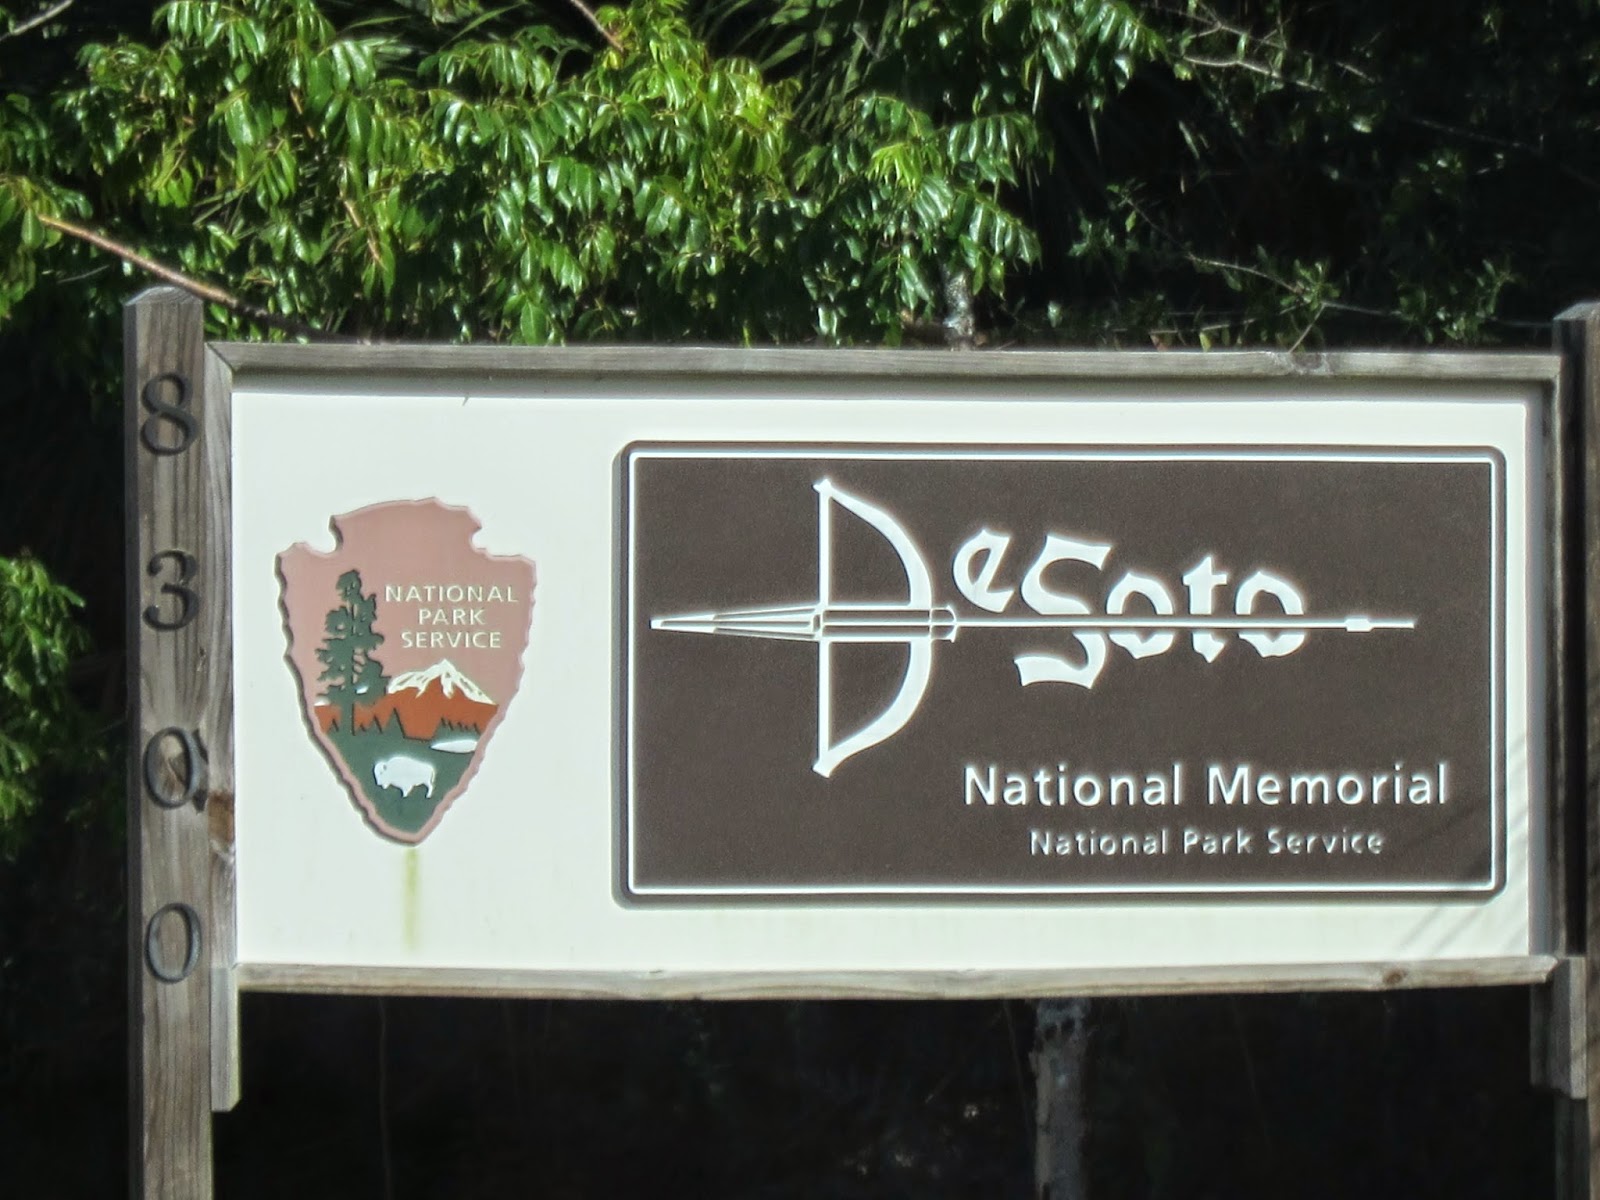 8
3
0
0
NATIONAL
PARK
SERVICE
DeSoto
National Memorial
National Park Service